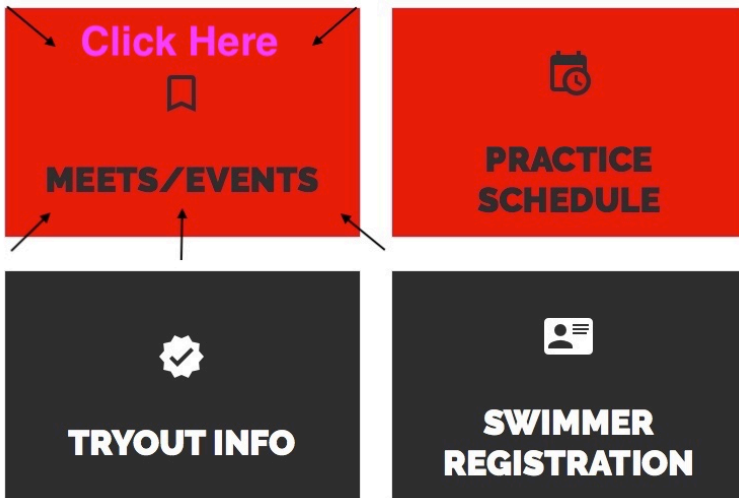 Click Here
MEETS/EVENTS
PRACTICE
SCHEDULE
TRYOUT INFO
SWIMMER
REGISTRATION